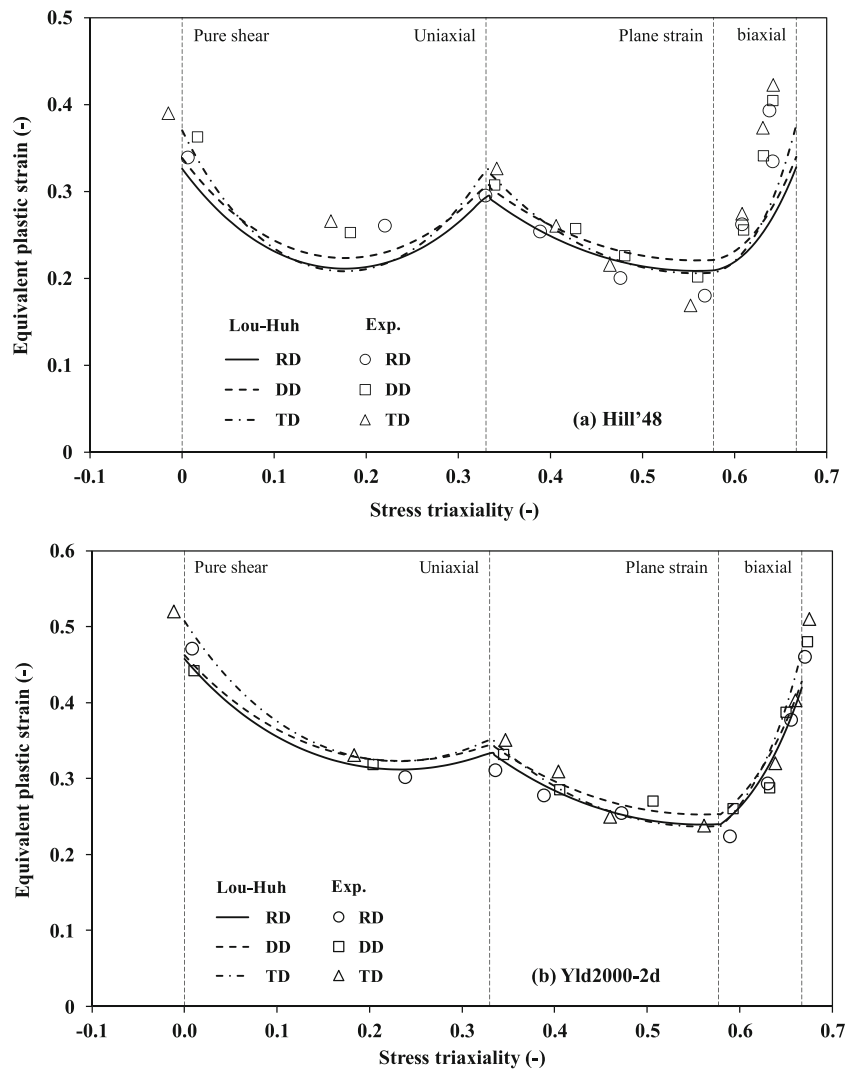 0.5
0.4
0.3
0.2
0.1
0
Equivalent plastic strain (-)
Pure shear Uniaxial Plane strain biaxial
Lou-Huh Exp.
RD RD
DD DD
TD TD
(a) Hill’48
-0.1 0 0.1 0.2 0.3 0.4 0.5 0.6 0.7
Stress triaxiality (-)
0.6
0.5
0.4
0.3
0.2
0.1
0
Equivalent plastic strain (-)
Pure shear Uniaxial Plane strain biaxial
Lou-Huh Exp.
RD RD
DD DD
TD TD
(b) Yld2000-2d
-0.1 0.0 0.1 0.2 0.3 0.4 0.5 0.6 0.7
Stress triaxiality (-)